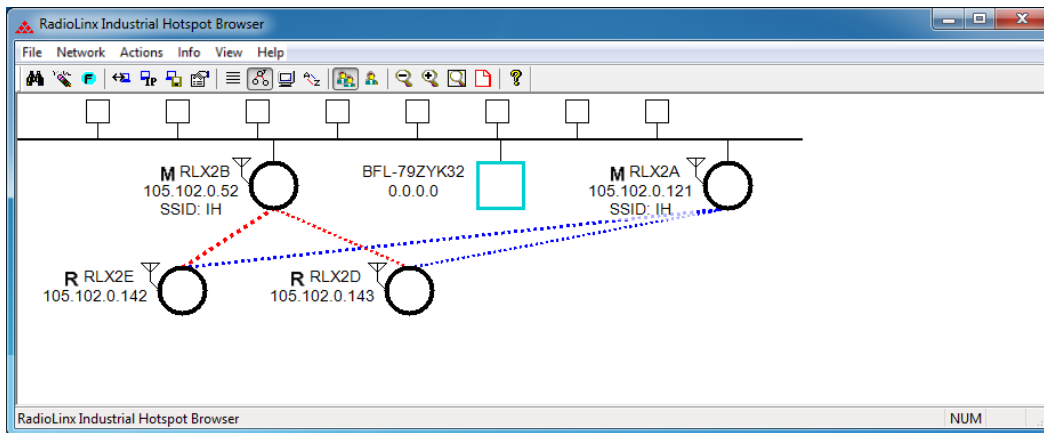 RadioLinx Industrial Hotspot Browser
File Network Actions Info View Help
F IP A Z ?
M RLX2B
105.102.0.52
SSID: IH
BFL-79ZYK32
0.0.0.0
M RLX2A
105.102.0.121
SSID: IH
R RLX2E
105.102.0.142
R RLX2D
105.102.0.143
RadioLinx Industrial Hotspot Browser NUM